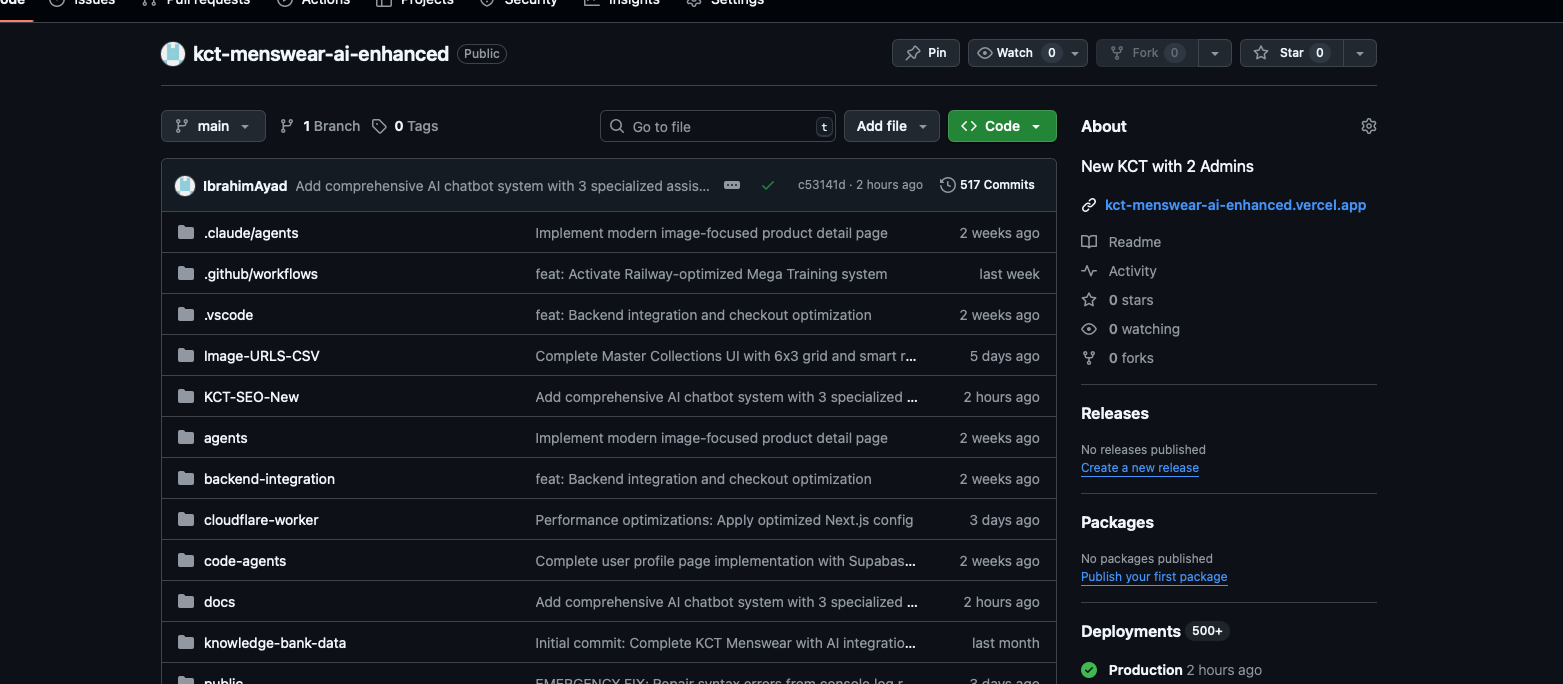 Issues
Pull requests
Actions
Projects
Security
Insights
Settings
kct-menswear-ai-enhanced Public
Pin
Watch 0
Fork 0
Star 0
main
1 Branch
0 Tags
Go to file
t
Add file
Code
IbrahimAyad Add comprehensive AI chatbot system with 3 specialized assis... c53141d · 2 hours ago 517 Commits
.claude/agents Implement modern image-focused product detail page 2 weeks ago
.github/workflows feat: Activate Railway-optimized Mega Training system last week
.vscode feat: Backend integration and checkout optimization 2 weeks ago
Image-URLS-CSV Complete Master Collections UI with 6x3 grid and smart r... 5 days ago
KCT-SEO-New Add comprehensive AI chatbot system with 3 specialized ... 2 hours ago
agents Implement modern image-focused product detail page 2 weeks ago
backend-integration feat: Backend integration and checkout optimization 2 weeks ago
cloudflare-worker Performance optimizations: Apply optimized Next.js config 3 days ago
code-agents Complete user profile page implementation with Supabas... 2 weeks ago
docs Add comprehensive AI chatbot system with 3 specialized ... 2 hours ago
knowledge-bank-data Initial commit: Complete KCT Menswear with AI integratio... last month
public EMERGENCY FIX: Repair syntax errors from console.log r... 3 days ago
About
New KCT with 2 Admins
kct-menswear-ai-enhanced.vercel.app
Readme
Activity
0 stars
0 watching
0 forks
Releases
No releases published
Create a new release
Packages
No packages published
Publish your first package
Deployments 500+
Production 2 hours ago